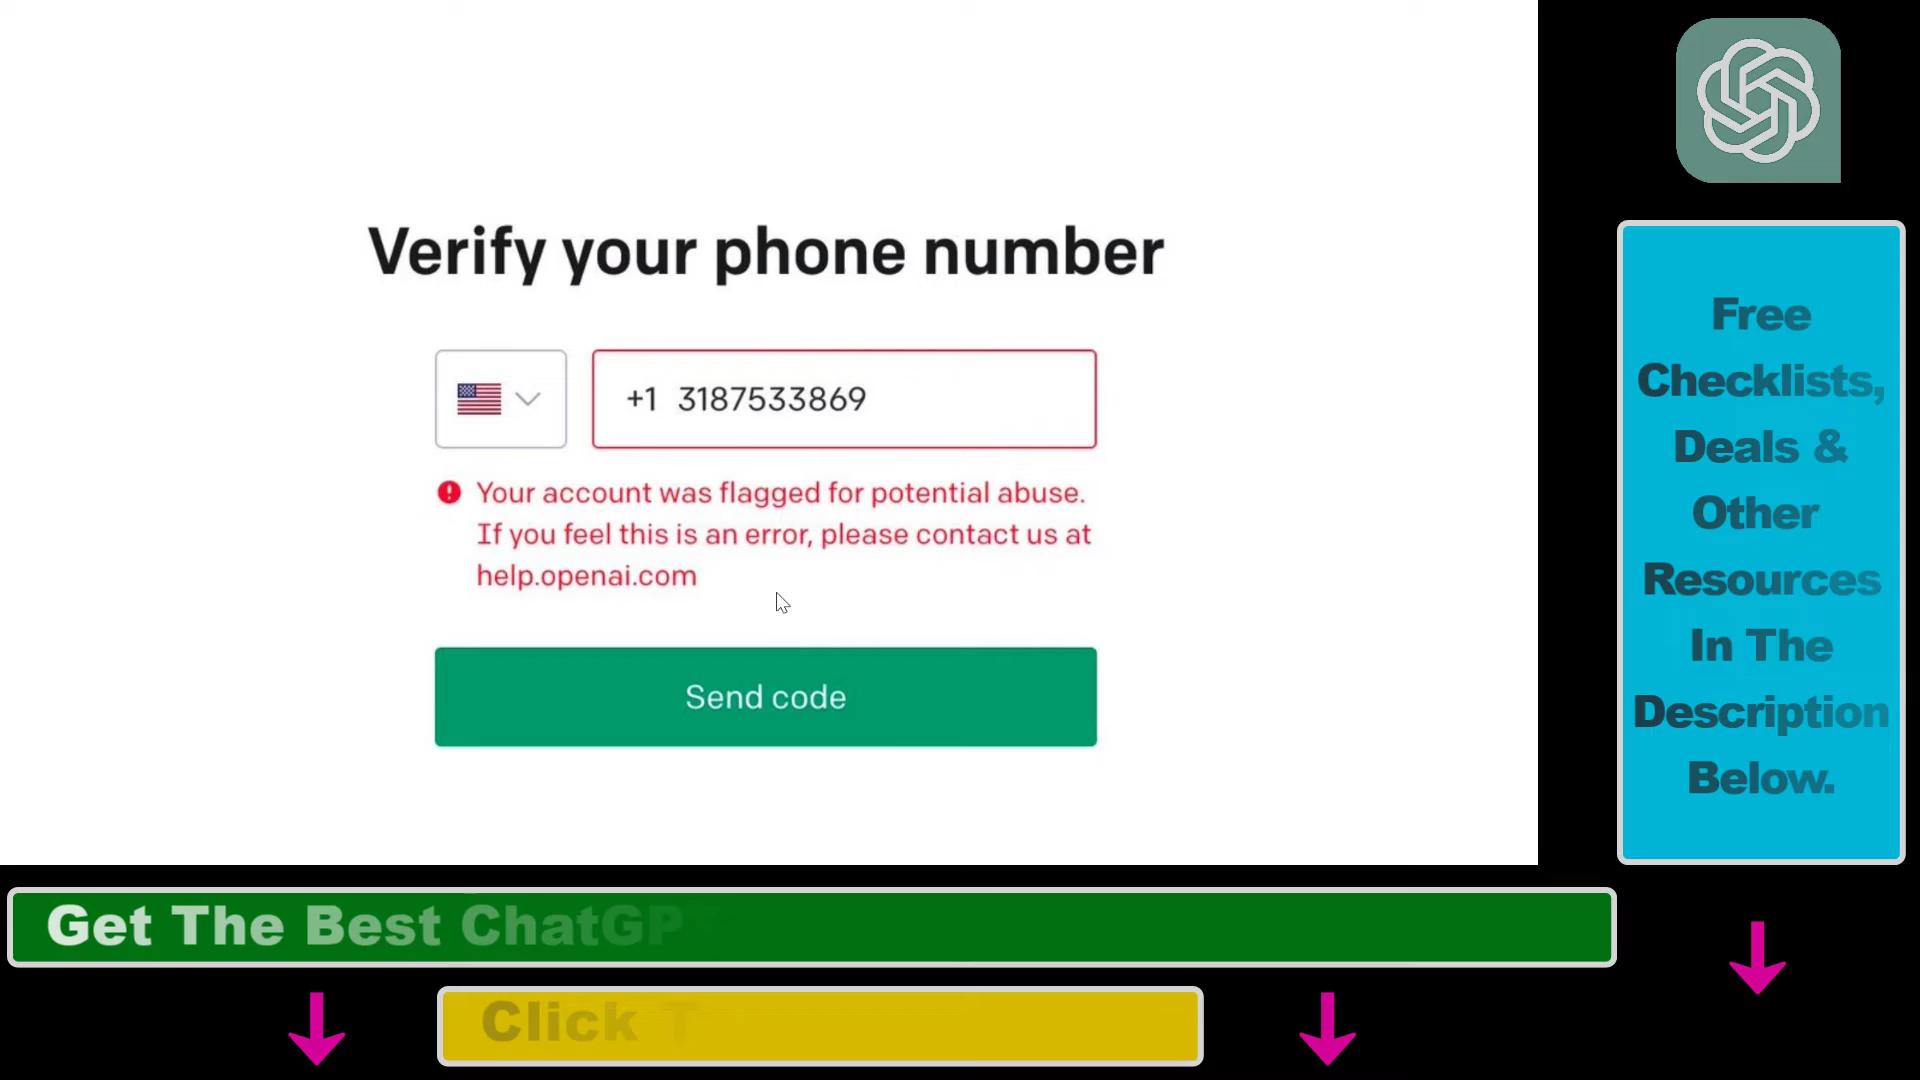 Verify your phone number
+1 3187533869
Your account was flagged for potential abuse.
If you feel this is an error, please contact us at
help.openai.com
Send code
Free
Checklists,
Deals &
Other
Resources
In The
Description
Below.
Get The Best ChatGP
Click T